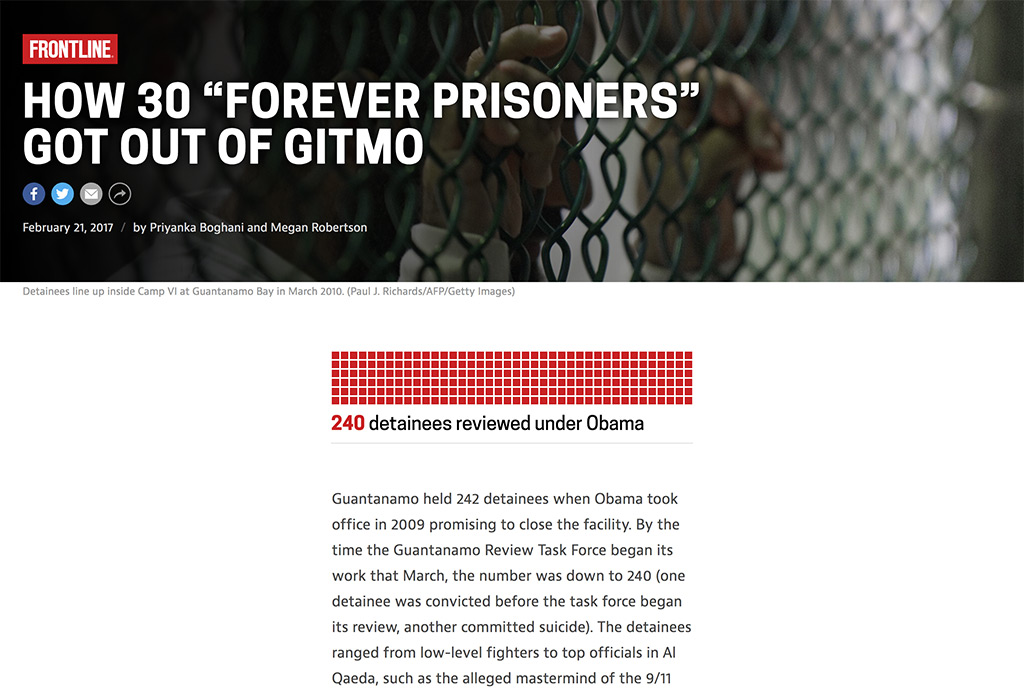 FRONTLINE
HOW 30 “FOREVER PRISONERS”
GOT OUT OF GITMO
February 21, 2017 / by Priyanka Boghani and Megan Robertson
Detainees line up inside Camp VI at Guantanamo Bay in March 2010. (Paul J. Richards/AFP/Getty Images)
240 detainees reviewed under Obama
Guantanamo held 242 detainees when Obama took
office in 2009 promising to close the facility. By the
time the Guantanamo Review Task Force began its
work that March, the number was down to 240 (one
detainee was convicted before the task force began
its review, another committed suicide). The detainees
ranged from low-level fighters to top officials in Al
Qaeda, such as the alleged mastermind of the 9/11